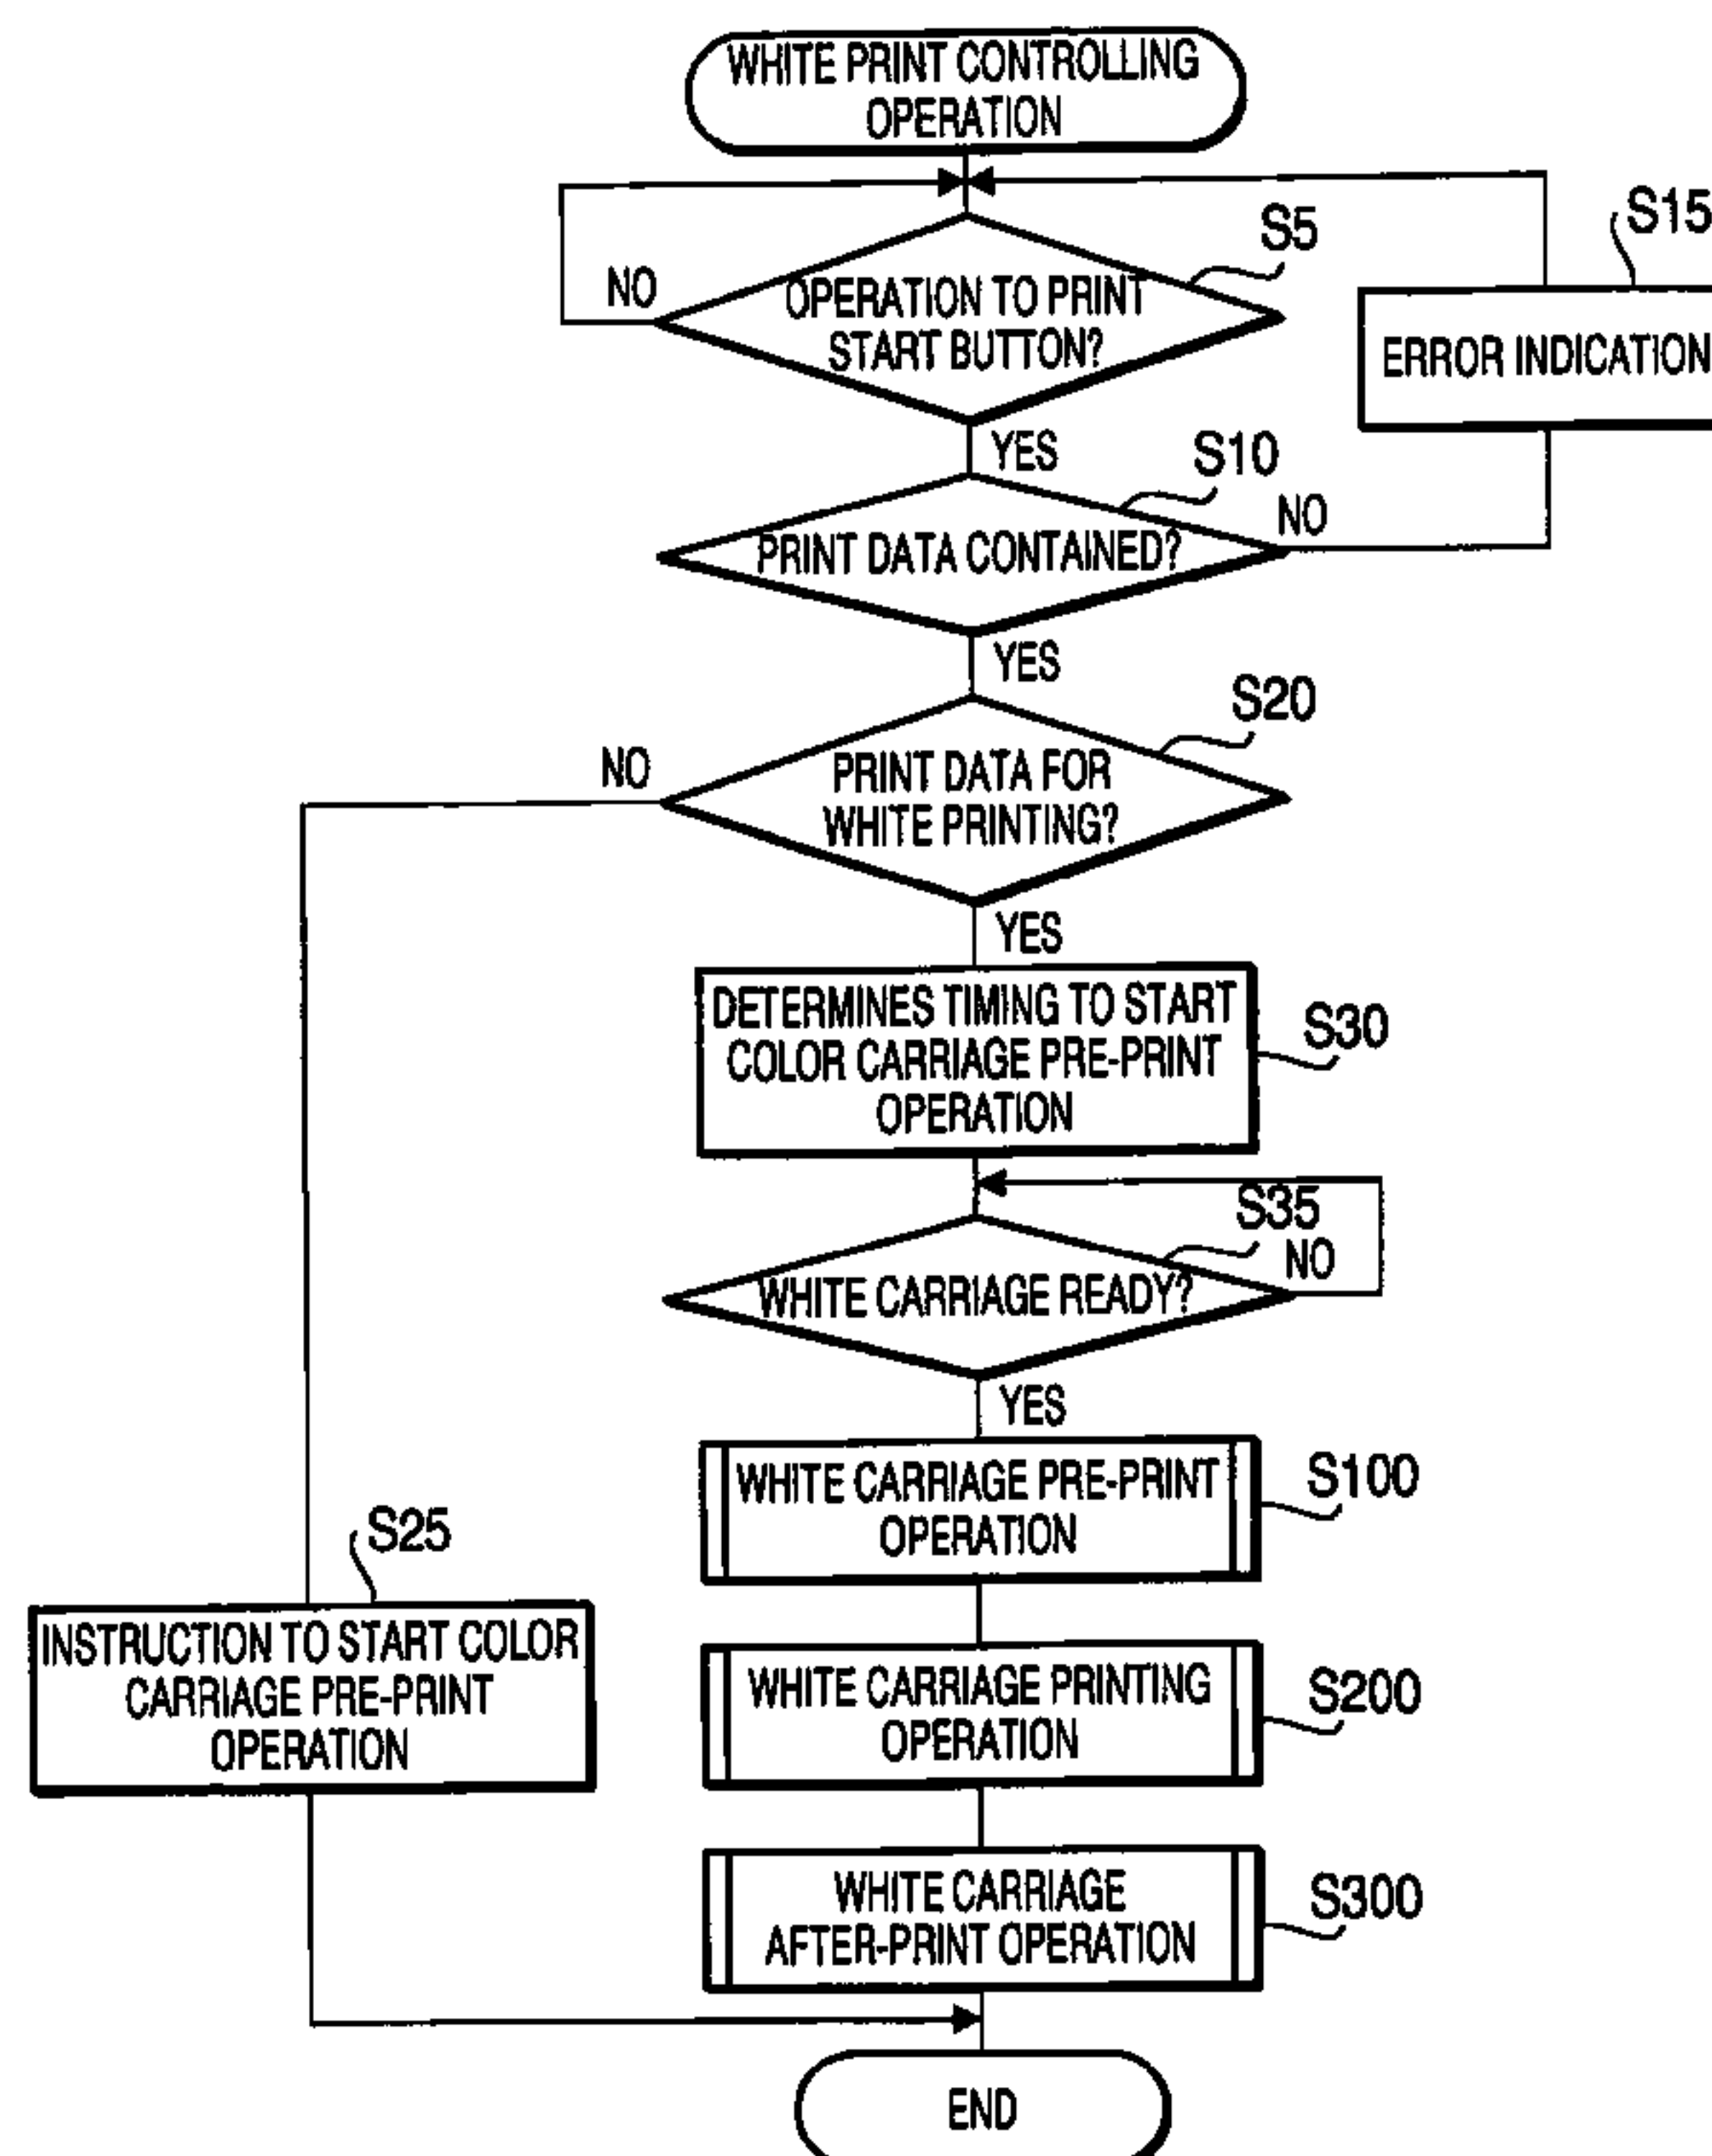 WHITE PRINT CONTROLLING
OPERATION
S5
S15
NO
OPERATION TO PRINT
START BUTTON?
ERROR INDICATION
YES
S10
NO
PRINT DATA CONTAINED?
YES
S20
NO
PRINT DATA FOR
WHITE PRINTING?
YES
DETERMINES TIMING TO START
COLOR CARRIAGE PRE-PRINT
OPERATION
S30
S35
NO
WHITE CARRIAGE READY?
YES
WHITE CARRIAGE PRE-PRINT
OPERATION
S100
S25
INSTRUCTION TO START COLOR
CARRIAGE PRE-PRINT
OPERATION
WHITE CARRIAGE PRINTING
OPERATION
S200
WHITE CARRIAGE
AFTER-PRINT OPERATION
S300
END